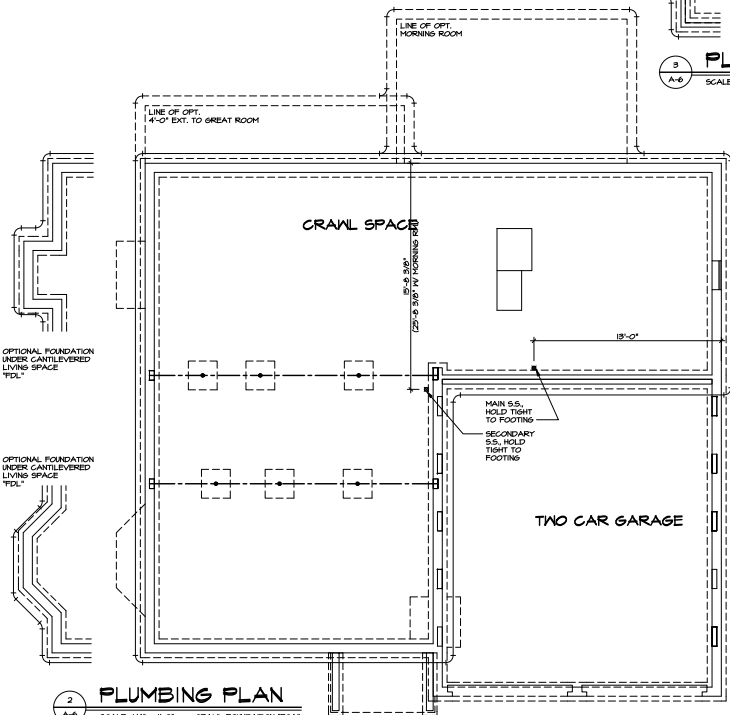 LINE OF OPT.
MORNING ROOM
3
A-6
PL
SCALE
LINE OF OPT.
4'-0" EXT. TO GREAT ROOM
CRAWL SPACE
15'-8 3/8"
(25'-8 3/8" W/ MORNING RM)
13'-0"
OPTIONAL FOUNDATION
UNDER CANTILEVERED
LIVING SPACE
"FDL"
MAIN S.S.,
HOLD TIGHT
TO FOOTING
SECONDARY
S.S., HOLD
TIGHT TO
FOOTING
OPTIONAL FOUNDATION
UNDER CANTILEVERED
LIVING SPACE
"FDL"
TWO CAR GARAGE
2
A-6
PLUMBING PLAN